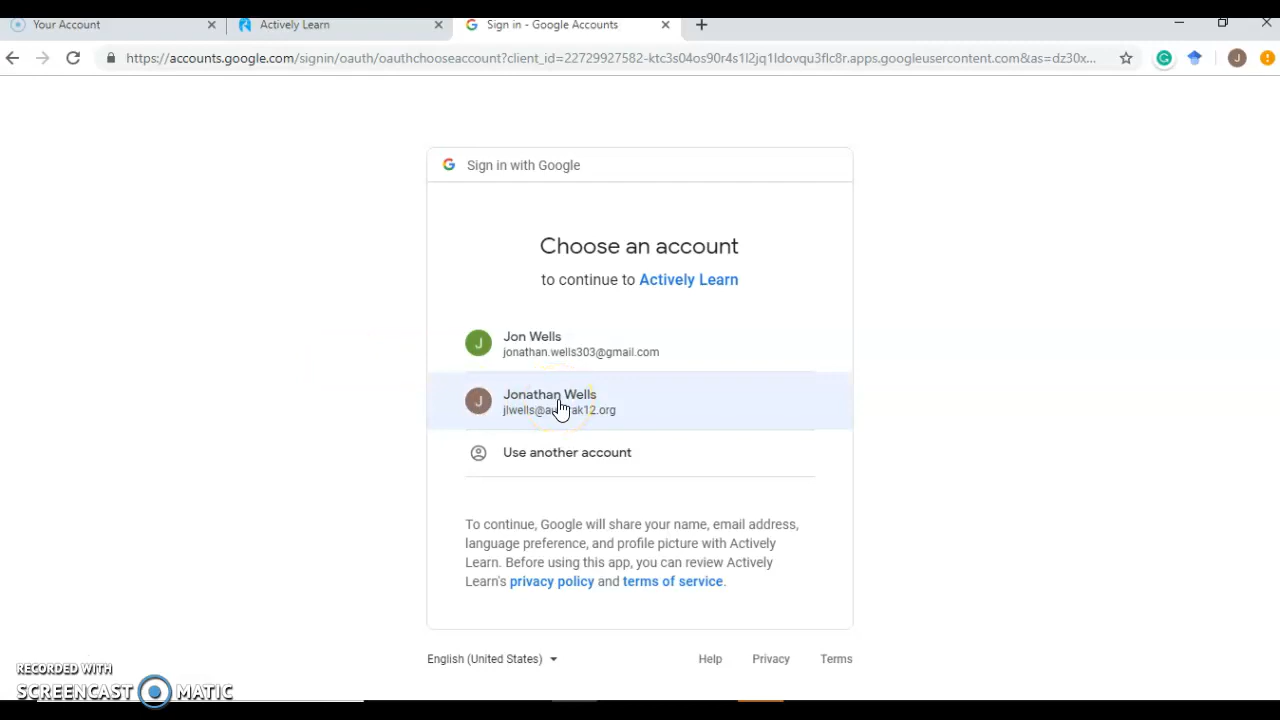 Your Account
Actively Learn
Sign in - Google Accounts
https://accounts.google.com/signin/oauth/oauthchooseaccount?client_id=22729927582-ktc3s04os90r4s1l2jq1ldovqu3flc8r.apps.googleusercontent.com&as=dz30x...
J
G Sign in with Google
Choose an account
to continue to Actively Learn
J
Jon Wells
jonathan.wells303@gmail.com
J
Jonathan Wells
Use another account
To continue, Google will share your name, email address,
language preference, and profile picture with Actively
Learn. Before using this app, you can review Actively
Learn's privacy policy and terms of service.
English (United States)
Help Privacy Terms
RECORDED WITH
SCREENCAST MATIC